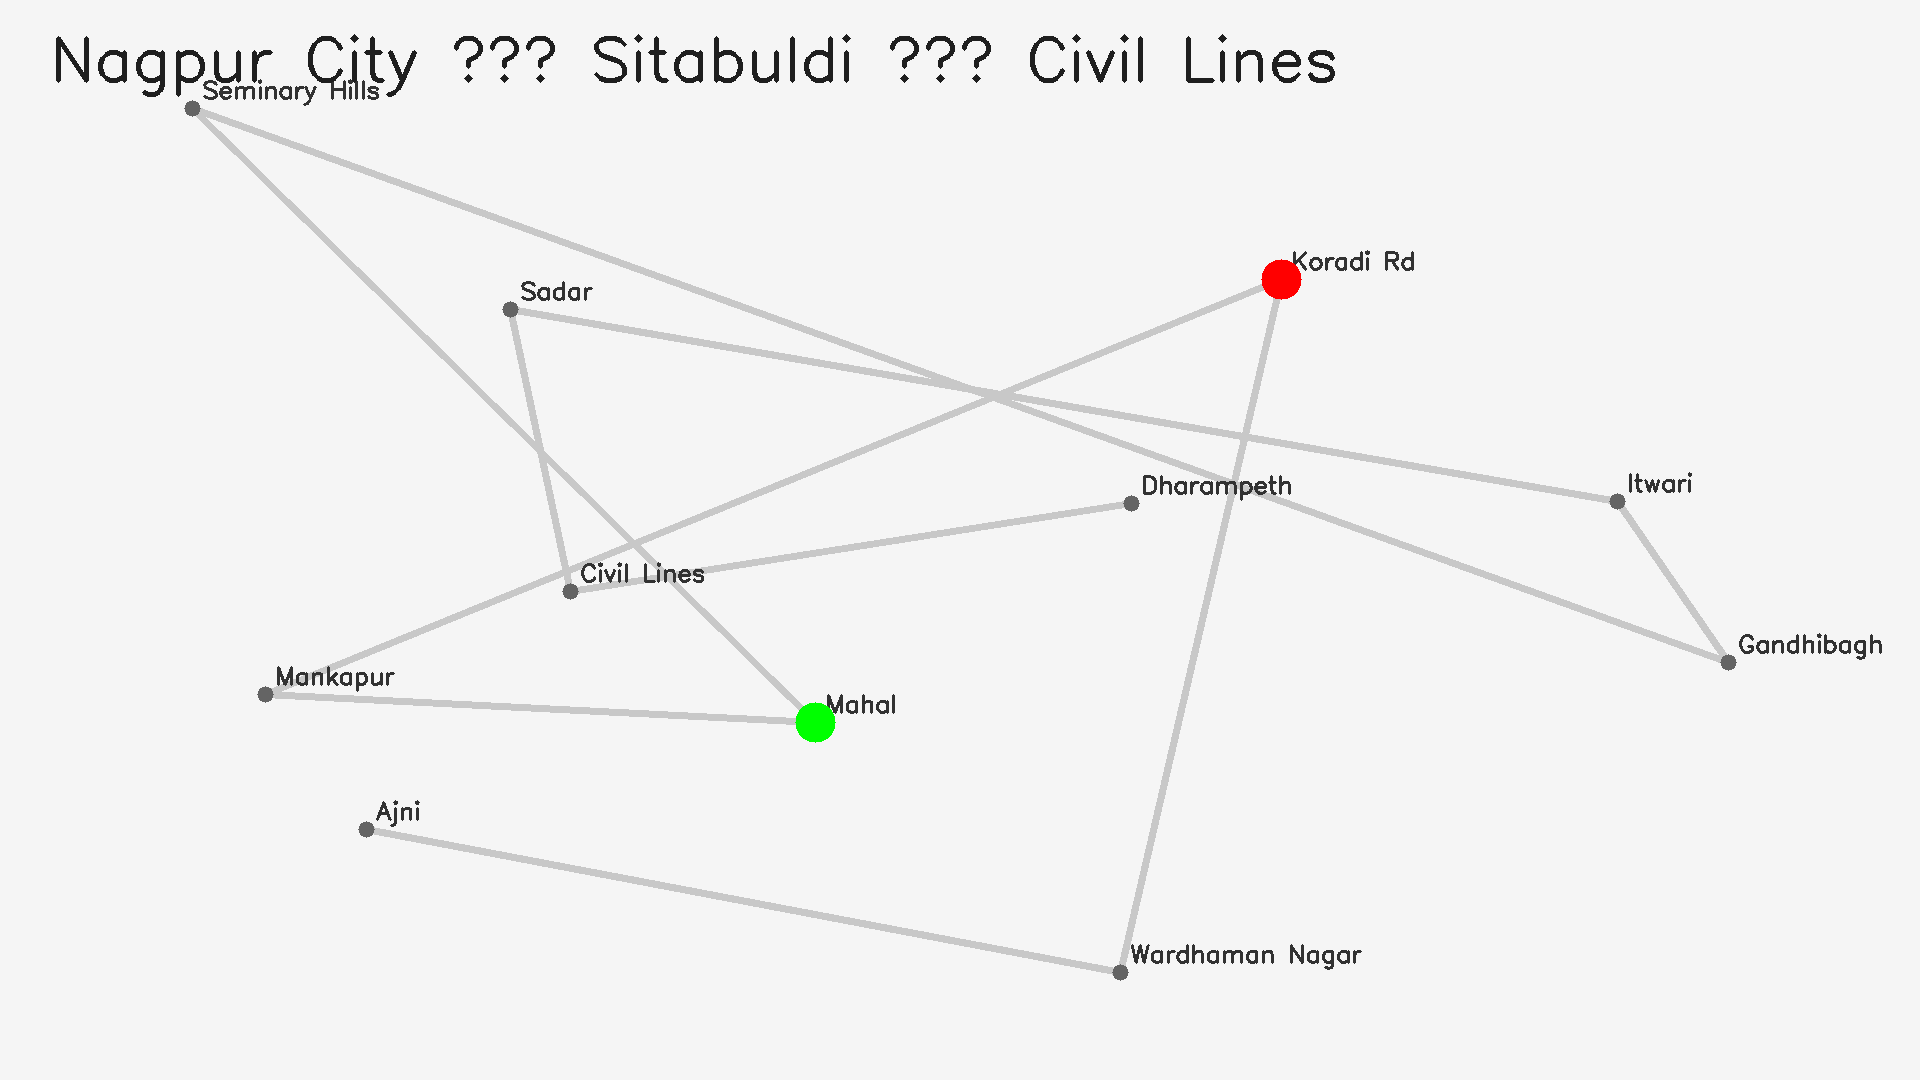 Nagpur City ??? Sitabuldi ??? Civil Lines
Seminary Hills
Koradi Rd
Sadar
Itwari
Dharampeth
Civil Lines
Gandhibagh
Mankapur
Mahal
Ajni
Wardhaman Nagar